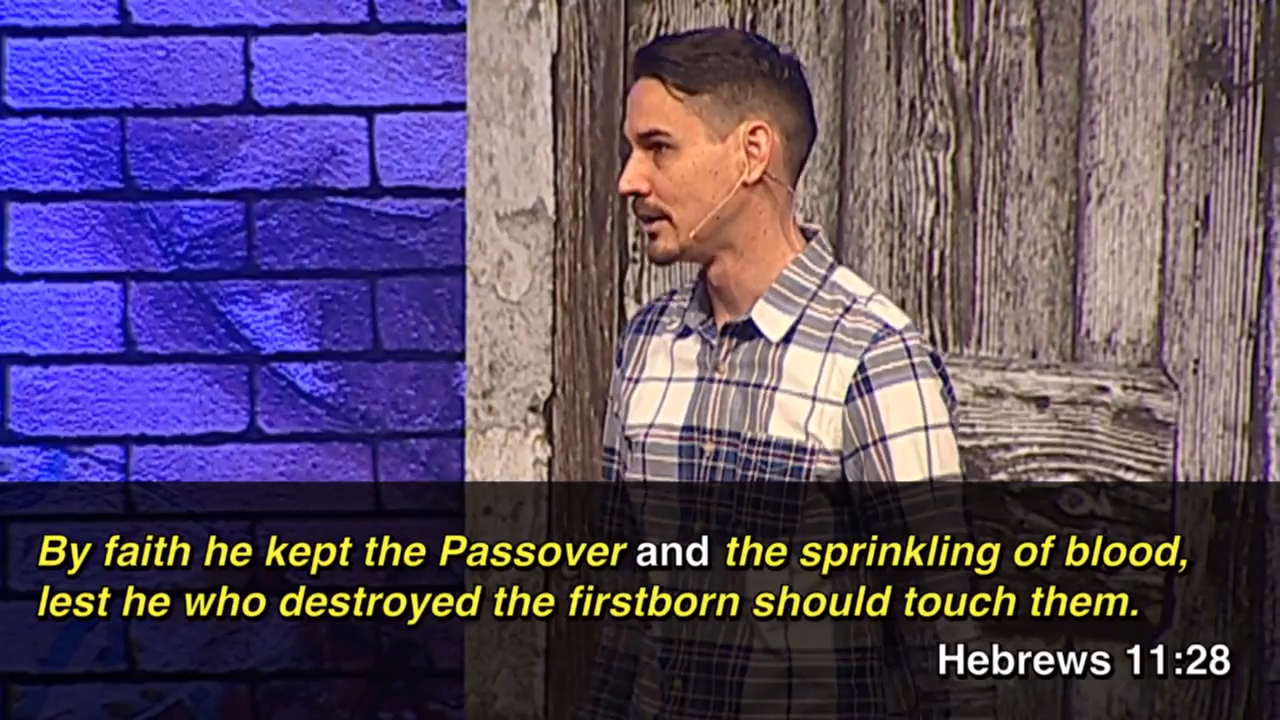 By faith he kept the Passover and the sprinkling of blood,
lest he who destroyed the firstborn should touch them.
Hebrews 11:28